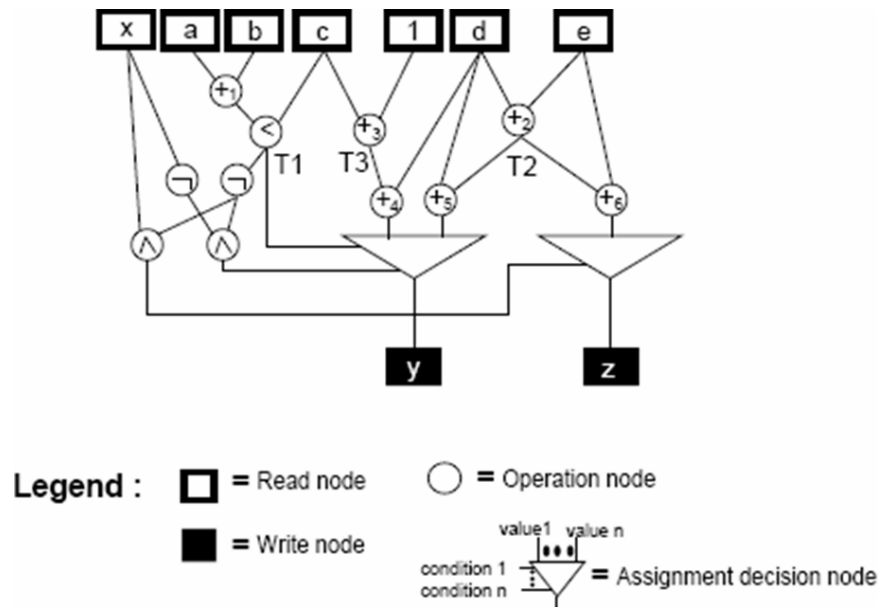 x a b c 1 d e
+1
< +3 +2
T1 T3 T2
¬ ¬
+4 +5 +6
∧ ∧
y z
Legend : = Read node = Operation node
= Write node
value1 value n
condition 1
condition n
= Assignment decision node